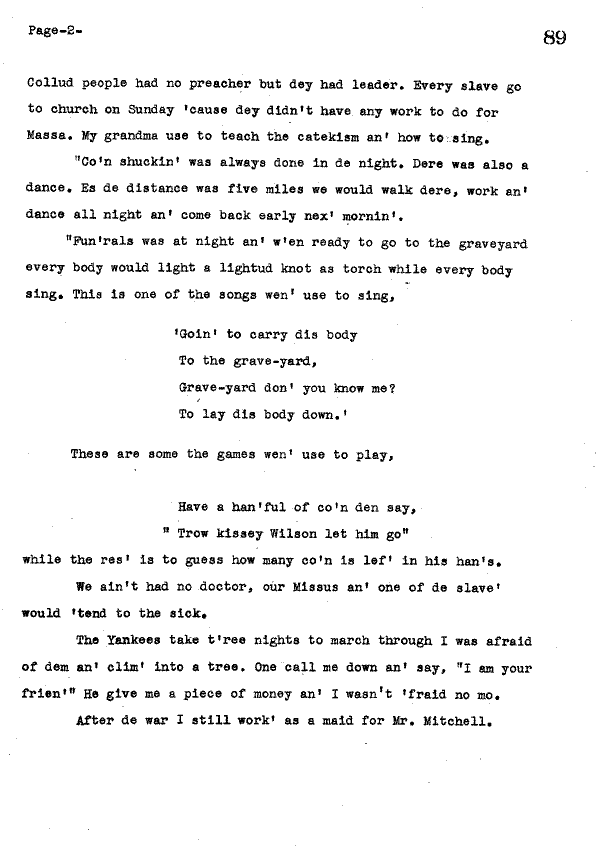 Page-2-
89
Collud people had no preacher but dey had leader. Every slave go
to church on Sunday 'cause dey didn't have any work to do for
Massa. My grandma use to teach the catekism an' how to sing.
"Co'n shuckin' was always done in de night. Dere was also a
dance. Es de distance was five miles we would walk dere, work an'
dance all night an' come back early nex' mornin'.
"Fun'rals was at night an' w'en ready to go to the graveyard
every body would light a lightud knot as torch while every body
sing. This is one of the songs wen' use to sing,
'Goin' to carry dis body
To the grave-yard,
Grave-yard don' you know me?
To lay dis body down.'
These are some the games wen' use to play,
Have a han'ful of co'n den say,
" Trow kissey Wilson let him go"
while the res' is to guess how many co'n is lef' in his han's.
We ain't had no doctor, our Missus an' one of de slave'
would 'tend to the sick.
The Yankees take t'ree nights to march through I was afraid
of dem an' clim' into a tree. One call me down an' say, "I am your
frien'" He give me a piece of money an' I wasn't 'fraid no mo.
After de war I still work' as a maid for Mr. Mitchell.